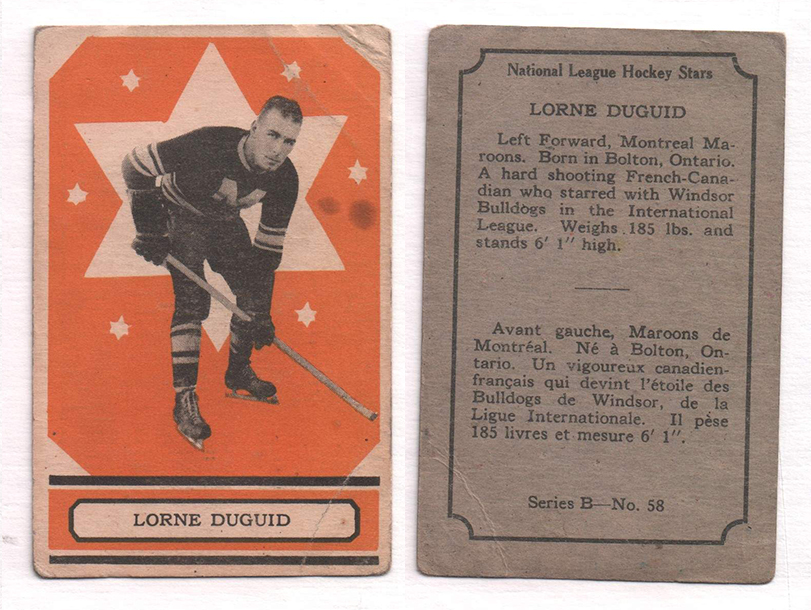 LORNE DUGUID
National League Hockey Stars
LORNE DUGUID
Left Forward, Montreal Ma-
roons. Born in Bolton, Ontario.
A hard shooting French-Cana-
dian who starred with Windsor
Bulldogs in the International
League. Weighs 185 lbs. and
stands 6′ 1″ high.
Avant gauche, Maroons de
Montréal. Né à Bolton, On-
tario. Un vigoureux canadien-
français qui devint l'étoile des
Bulldogs de Windsor, de la
Ligue Internationale. Il pèse
185 livres et mesure 6′ 1″.
Series B—No. 58